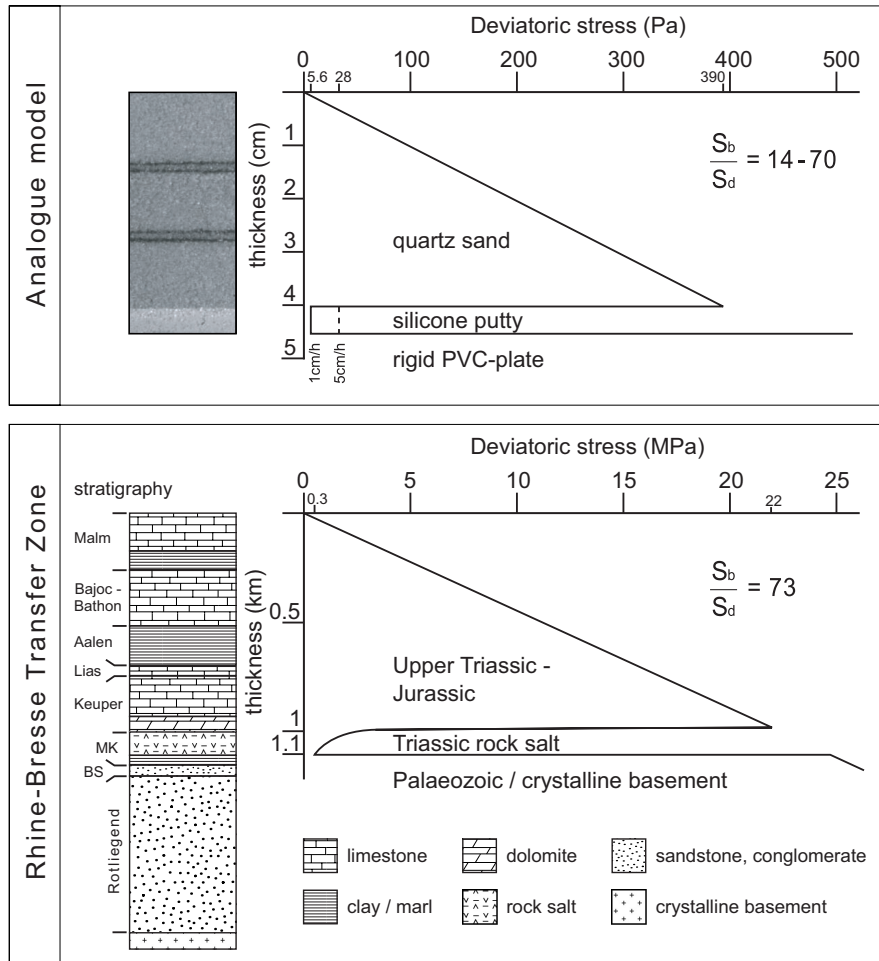 Analogue model
Deviatoric stress (Pa)
0 100 200 300 400 500
5.6 28 390
thickness (cm)
1
2
3
4
5
S_b / S_d = 14 - 70
quartz sand
silicone putty
1cm/h
5cm/h
rigid PVC-plate
Rhine-Bresse Transfer Zone
Deviatoric stress (MPa)
stratigraphy
0 5 10 15 20 25
0.3 22
Malm
Bajoc -
Bathon
Aalen
Lias
Keuper
MK
BS
Rotliegend
thickness (km)
0.5
1
1.1
S_b / S_d = 73
Upper Triassic -
Jurassic
Triassic rock salt
Palaeozoic / crystalline basement
limestone dolomite sandstone, conglomerate
clay / marl rock salt crystalline basement